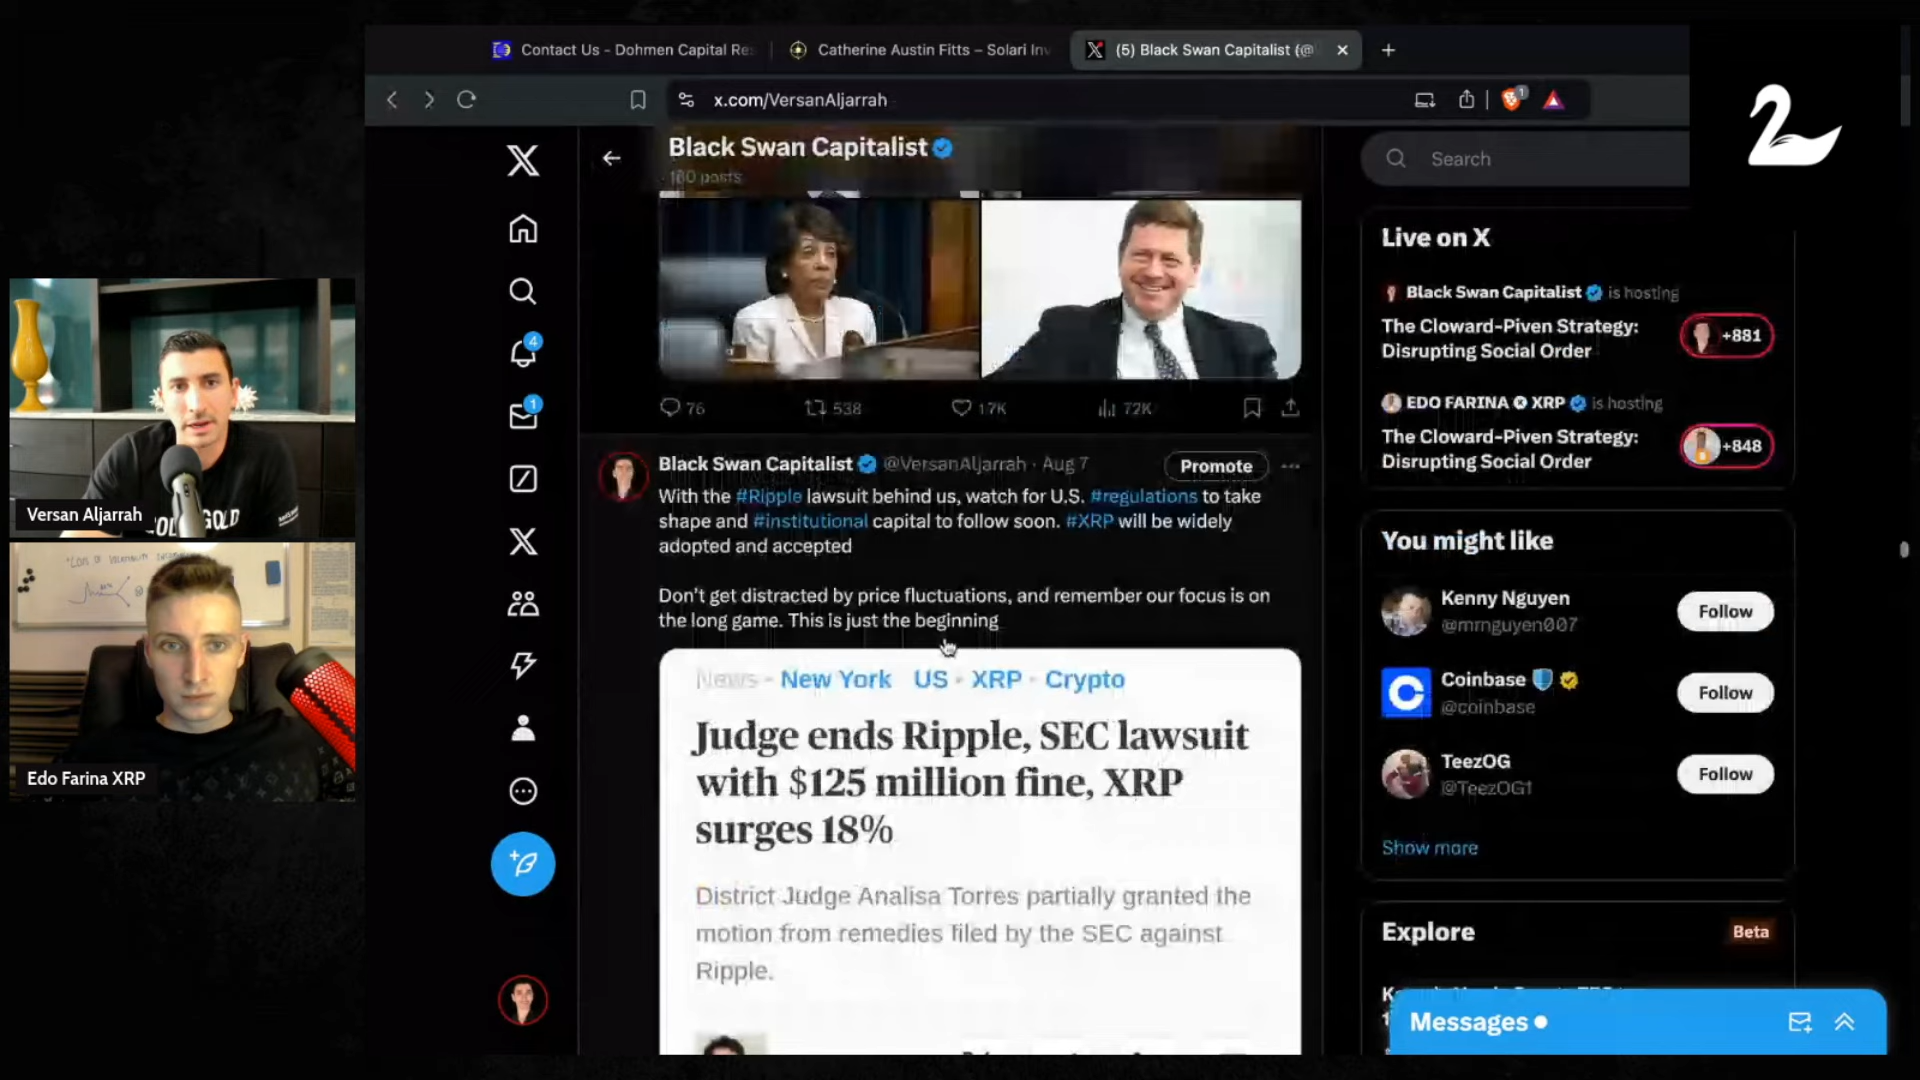 Contact Us - Dohmen Capital Re
Catherine Austin Fitts – Solari In
(5) Black Swan Capitalist (@
x.com/VersanAljarrah
1
Black Swan Capitalist
180 posts
Search
Live on X
Black Swan Capitalist is hosting
The Cloward-Piven Strategy:
Disrupting Social Order
+881
EDO FARINA XRP is hosting
The Cloward-Piven Strategy:
Disrupting Social Order
+848
4
1
76
538
17K
72K
Black Swan Capitalist @VersanAljarrah · Aug 7
Promote
With the #Ripple lawsuit behind us, watch for U.S. #regulations to take
shape and #institutional capital to follow soon. #XRP will be widely
adopted and accepted
Don't get distracted by price fluctuations, and remember our focus is on
the long game. This is just the beginning
News · New York US · XRP · Crypto
Judge ends Ripple, SEC lawsuit
with $125 million fine, XRP
surges 18%
District Judge Analisa Torres partially granted the
motion from remedies filed by the SEC against
Ripple.
You might like
Kenny Nguyen
@mrnguyen007
Follow
Coinbase
@coinbase
Follow
TeezOG
@TeezOG1
Follow
Show more
Explore
Beta
Messages
Versan Aljarrah
Edo Farina XRP